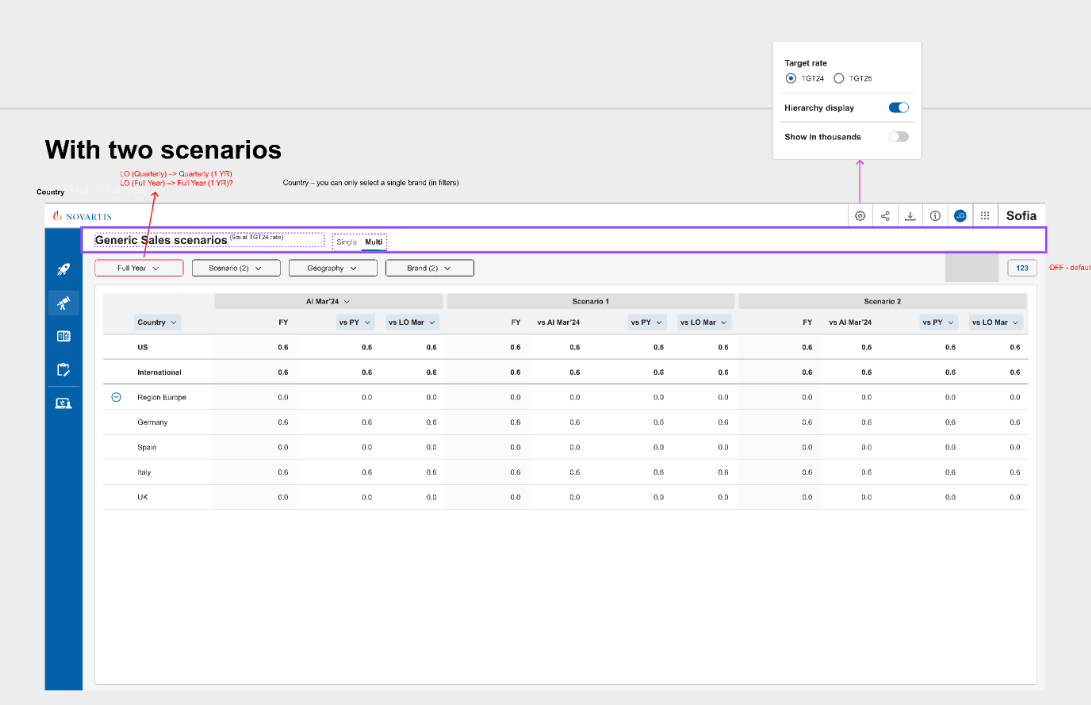 Target rate
TGT24 TGT25
Hierarchy display
Show in thousands
With two scenarios
LO (Quarterly) –> Quarterly (1 YR)
LO (Full Year) –> Full Year (1 YR)?
Country – you can only select a single brand (in filters)
Country
NOVARTIS
JD
Sofia
Generic Sales scenarios ($m at TGT24 rate)
Single Multi
Full Year Scenario (2) Geography Brand (2)
123
OFF - defaul
AI Mar'24 Scenario 1 Scenario 2
Country FY vs PY vs LO Mar FY vs AI Mar'24 vs PY vs LO Mar FY vs AI Mar'24 vs PY vs LO Mar
US 0.6 0.6 0.6 0.6 0.6 0.6 0.6 0.6 0.6 0.6 0.6
International 0.6 0.6 0.6 0.6 0.6 0.6 0.6 0.6 0.6 0.6 0.6
Region Europe 0.0 0.0 0.0 0.0 0.0 0.0 0.0 0.0 0.0 0.0 0.0
Germany 0.6 0.6 0.6 0.6 0.6 0.6 0.6 0.6 0.6 0.6 0.6
Spain 0.0 0.0 0.0 0.0 0.0 0.0 0.0 0.0 0.0 0.0 0.0
Italy 0.6 0.6 0.6 0.6 0.6 0.6 0.6 0.6 0.6 0.6 0.6
UK 0.0 0.0 0.0 0.0 0.0 0.0 0.0 0.0 0.0 0.0 0.0